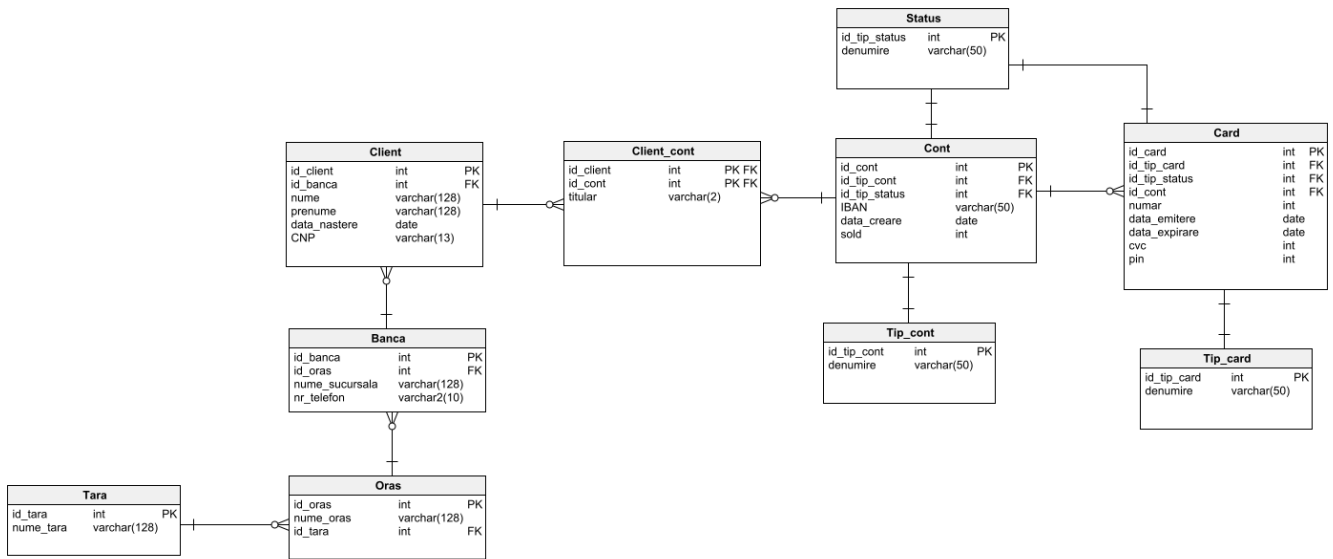 Status
id_tip_status int PK
denumire varchar(50)
Client
id_client int PK
id_banca int FK
nume varchar(128)
prenume varchar(128)
data_nastere date
CNP varchar(13)
Client_cont
id_client int PK FK
id_cont int PK FK
titular varchar(2)
Cont
id_cont int PK
id_tip_cont int FK
id_tip_status int FK
IBAN varchar(50)
data_creare date
sold int
Card
id_card int PK
id_tip_card int FK
id_tip_status int FK
id_cont int FK
numar int
data_emitere date
data_expirare date
cvc int
pin int
Banca
id_banca int PK
id_oras int FK
nume_sucursala varchar(128)
nr_telefon varchar2(10)
Tip_cont
id_tip_cont int PK
denumire varchar(50)
Tip_card
id_tip_card int PK
denumire varchar(50)
Tara
id_tara int PK
nume_tara varchar(128)
Oras
id_oras int PK
nume_oras varchar(128)
id_tara int FK